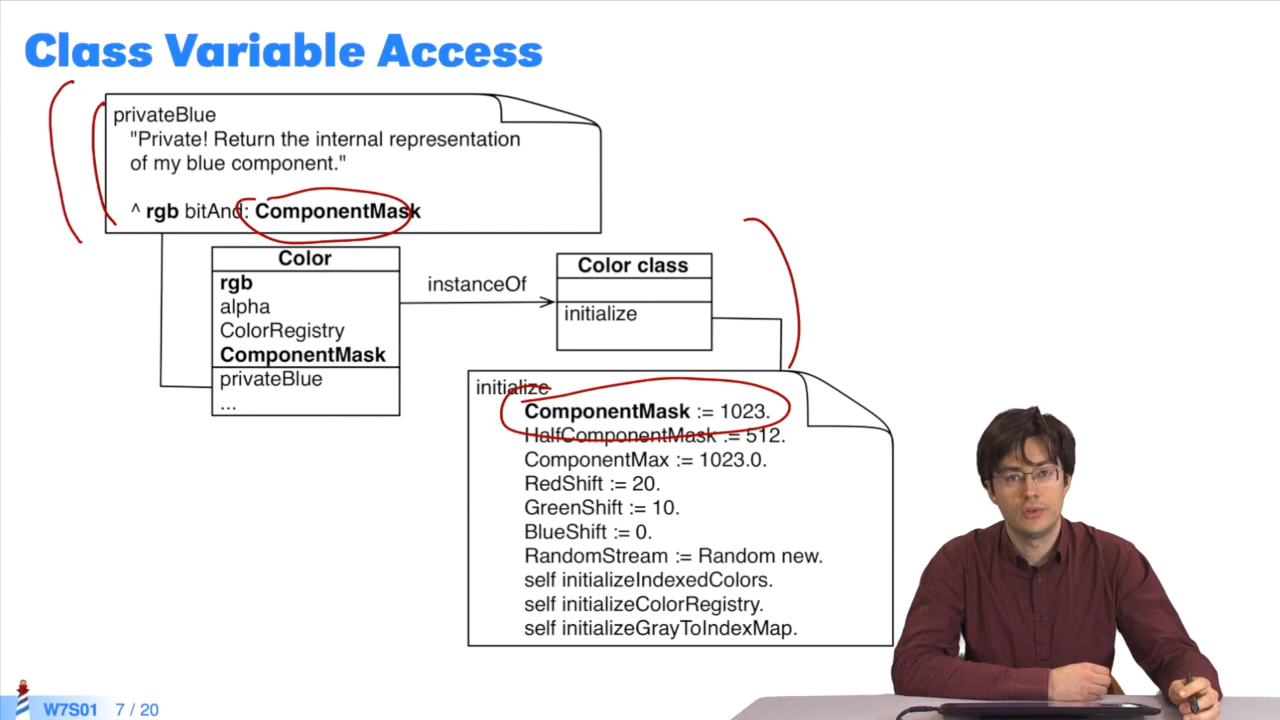 Class Variable Access
privateBlue
"Private! Return the internal representation
of my blue component."
^ rgb bitAnd: ComponentMask
Color
rgb
alpha
ColorRegistry
ComponentMask
privateBlue
...
instanceOf
Color class
initialize
initialize
ComponentMask := 1023.
HalfComponentMask := 512.
ComponentMax := 1023.0.
RedShift := 20.
GreenShift := 10.
BlueShift := 0.
RandomStream := Random new.
self initializeIndexedColors.
self initializeColorRegistry.
self initializeGrayToIndexMap.
W7S01 7 / 20